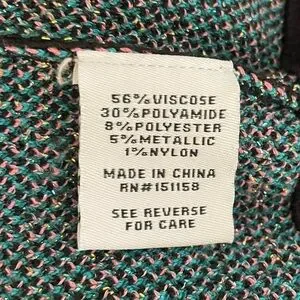 56% VISCOSE
30% POLYAMIDE
8% POLYESTER
5% METALLIC
1% NYLON
MADE IN CHINA
RN#151158
SEE REVERSE
FOR CARE